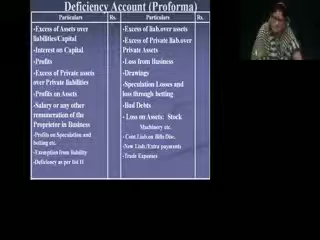 Deficiency Account (Proforma)
Particulars Rs. Particulars Rs.
•Excess of Assets over
liabilities/Capital
•Interest on Capital
•Profits
•Excess of Private assets
over Private liabilities
•Profits on Assets
•Salary or any other
remuneration of the
Proprietor in Business
•Profits on Speculation and
betting etc.
•Exemption from liability
•Deficiency as per list H
•Excess of liab.over assets
•Excess of Private liab.over
Private Assets
•Loss from Business
•Drawings
•Speculation Losses and
loss through betting
•Bad Debts
- Loss on Assets: Stock
Machinery etc.
- Cont.Liab on Bills Disc.
•New Liab./Extra payments
•Trade Expenses